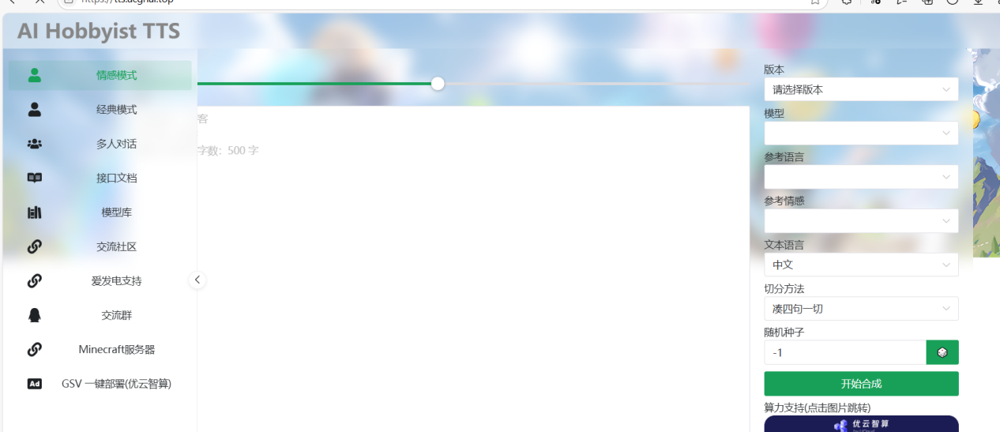 https://tts.acgnai.top
AI Hobbyist TTS
情感模式
经典模式
多人对话
接口文档
模型库
交流社区
爱发电支持
交流群
Minecraft服务器
Ad
GSV 一键部署(优云智算)
客
字数：500 字
版本
请选择版本
模型
参考语言
参考情感
文本语言
中文
切分方法
凑四句一切
随机种子
-1
开始合成
算力支持(点击图片跳转)
优云智算